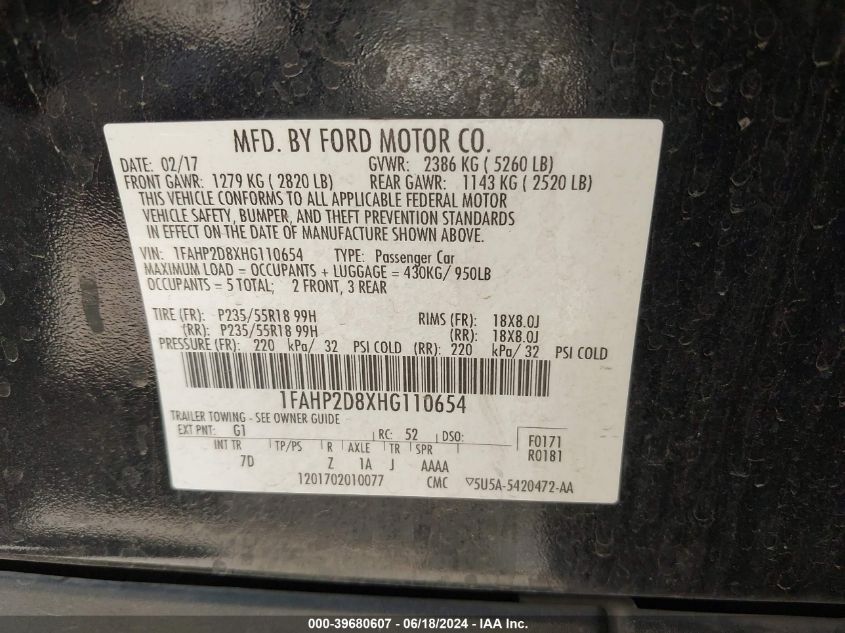 MFD. BY FORD MOTOR CO.
DATE: 02/17 GVWR: 2386 KG ( 5260 LB)
FRONT GAWR: 1279 KG ( 2820 LB) REAR GAWR: 1143 KG ( 2520 LB)
THIS VEHICLE CONFORMS TO ALL APPLICABLE FEDERAL MOTOR
VEHICLE SAFETY, BUMPER, AND THEFT PREVENTION STANDARDS
IN EFFECT ON THE DATE OF MANUFACTURE SHOWN ABOVE.
VIN: 1FAHP2D8XHG110654 TYPE: Passenger Car
MAXIMUM LOAD = OCCUPANTS + LUGGAGE = 430KG/ 950LB
OCCUPANTS = 5 TOTAL; 2 FRONT, 3 REAR
TIRE (FR): P235/55R18 99H RIMS (FR): 18X8.0J
(RR): P235/55R18 99H (RR): 18X8.0J
PRESSURE (FR): 220 kPa/ 32 PSI COLD (RR): 220 kPa/ 32 PSI COLD
1FAHP2D8XHG110654
TRAILER TOWING - SEE OWNER GUIDE
EXT PNT: G1 RC: 52 DSO: F0171
R0181
INT TR TP/PS R AXLE TR SPR
7D Z 1A J AAAA
1201702010077 CMC ▽5U5A-5420472-AA
000-39680607 - 06/18/2024 - © IAA, Inc.